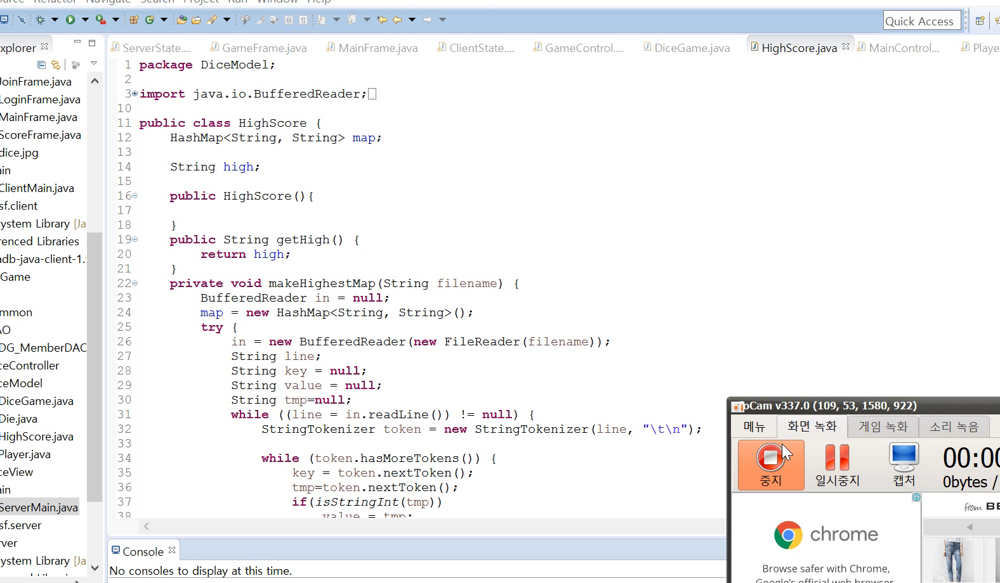 Refactor Navigate Search Project Run Window Help
Quick Access
xplorer
ServerState.... GameFrame.java MainFrame.java ClientState.... GameControl.... DiceGame.java HighScore.java MainControl... Playe
JoinFrame.java
LoginFrame.java
MainFrame.java
ScoreFrame.java
dice.jpg
ain
ClientMain.java
sf.client
ystem Library [Ja
renced Libraries
adb-java-client-1.
Game
mmon
AO
DG_MemberDAC
ceController
ceModel
DiceGame.java
Die.java
HighScore.java
Player.java
ceView
ain
ServerMain.java
sf.server
rver
ystem Library [Ja
1 package DiceModel;
2
3 import java.io.BufferedReader;
10
11 public class HighScore {
12 HashMap<String, String> map;
13
14 String high;
15
16 public HighScore(){
17
18 }
19 public String getHigh() {
20 return high;
21 }
22 private void makeHighestMap(String filename) {
23 BufferedReader in = null;
24 map = new HashMap<String, String>();
25 try {
26 in = new BufferedReader(new FileReader(filename));
27 String line;
28 String key = null;
29 String value = null;
30 String tmp=null;
31 while ((line = in.readLine()) != null) {
32 StringTokenizer token = new StringTokenizer(line, "\t\n");
33
34 while (token.hasMoreTokens()) {
35 key = token.nextToken();
36 tmp=token.nextToken();
37 if(isStringInt(tmp))
38 value = tmp;
Console
No consoles to display at this time.
oCam v337.0 (109, 53, 1580, 922)
메뉴 화면 녹화 게임 녹화 소리 녹음
중지 일시중지 캡처
00:00
0bytes /
chrome
Browse safer with Chrome,
Google's official web browser
from BE